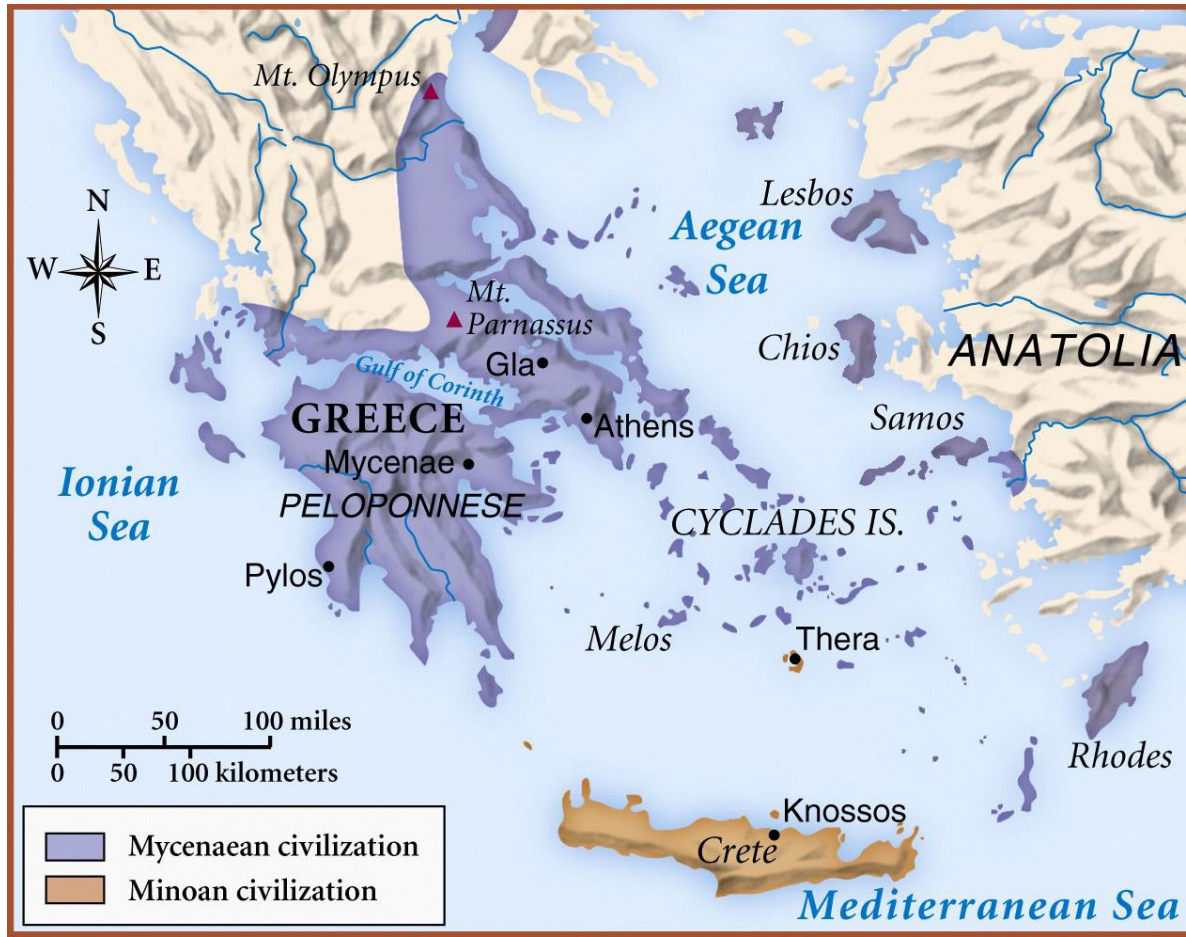 Mt. Olympus
N
W E
S
Lesbos
Aegean
Sea
Mt.
Parnassus
Chios
ANATOLIA
Gla
Gulf of Corinth
GREECE
Athens
Samos
Mycenae
Ionian
Sea
PELOPONNESE
CYCLADES IS.
Pylos
Melos
Thera
Rhodes
0 50 100 miles
0 50 100 kilometers
Knossos
Crete
Mycenaean civilization
Minoan civilization
Mediterranean Sea